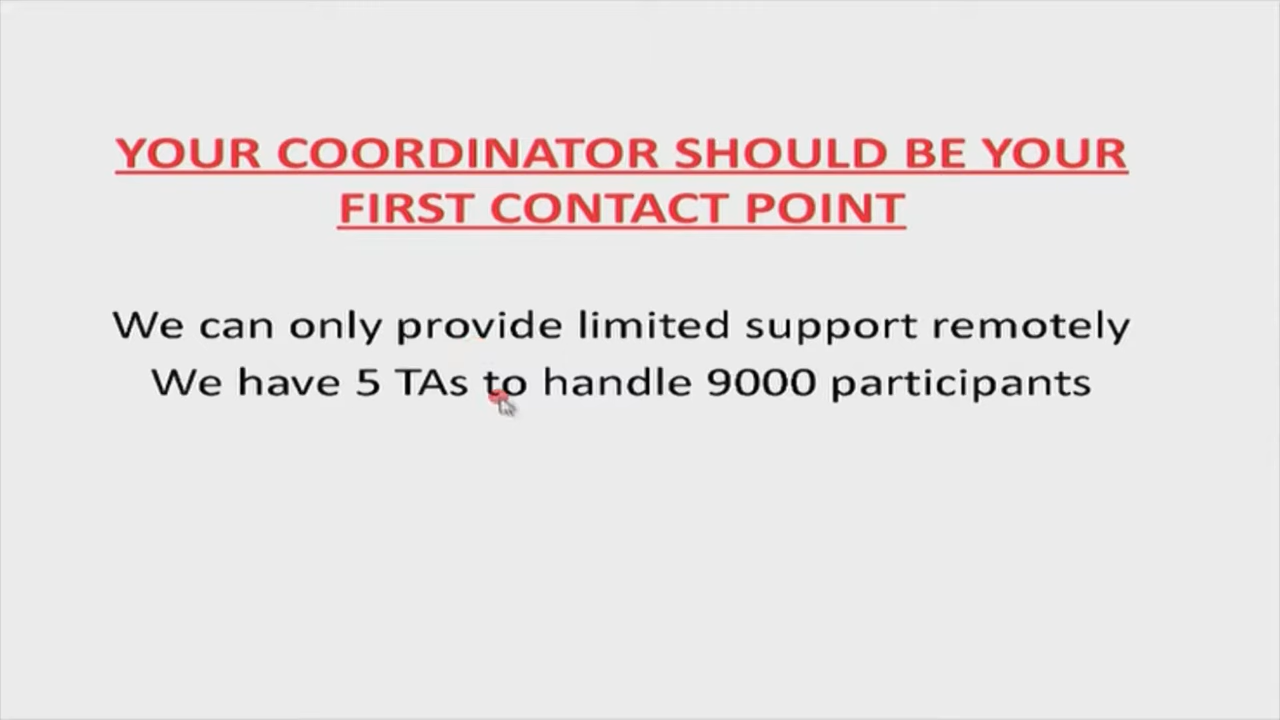 YOUR COORDINATOR SHOULD BE YOUR
FIRST CONTACT POINT
We can only provide limited support remotely
We have 5 TAs to handle 9000 participants